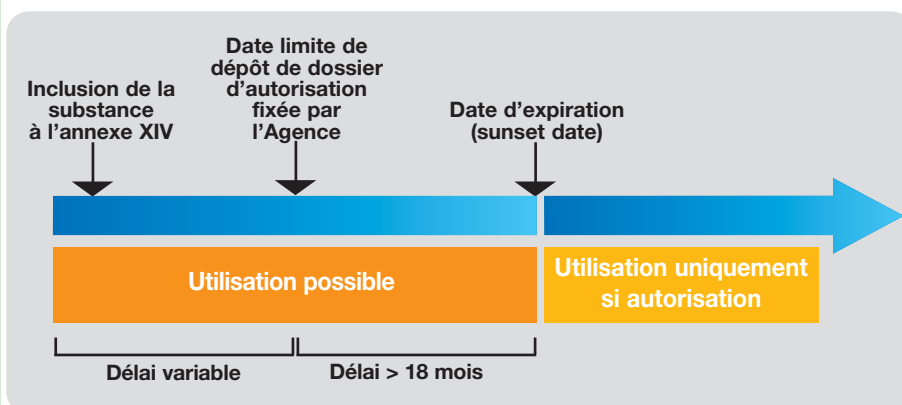 Inclusion de la
substance
à l’annexe XIV
Date limite de
dépôt de dossier
d’autorisation
fixée par
l’Agence
Date d’expiration
(sunset date)
Utilisation possible
Utilisation uniquement
si autorisation
Délai variable
Délai > 18 mois